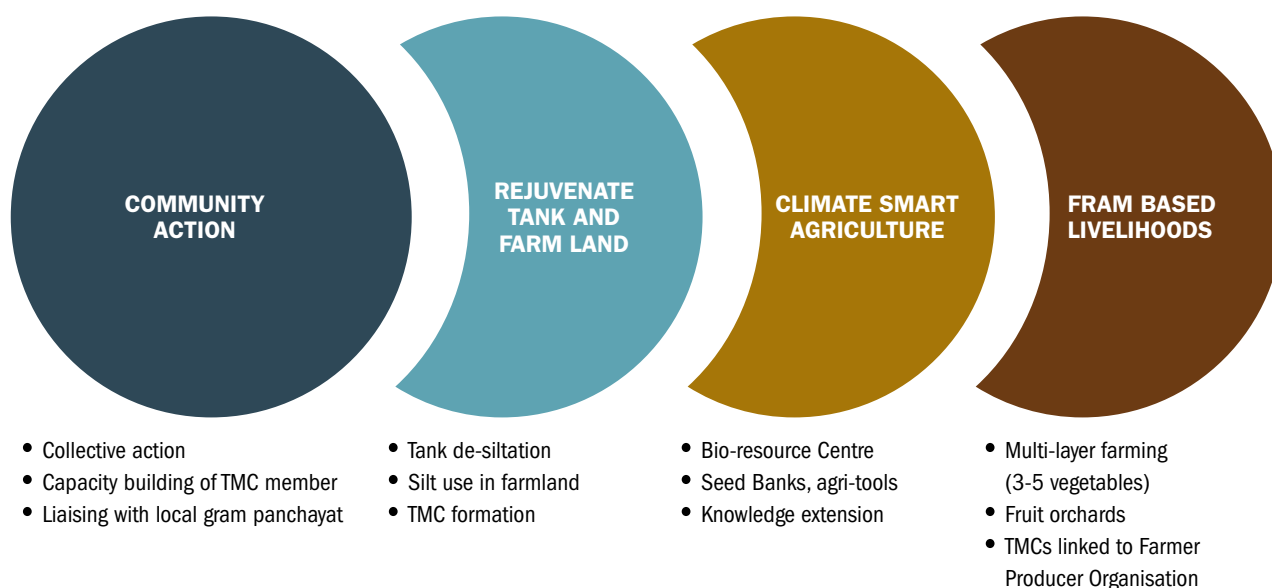 COMMUNITY
ACTION
REJUVENATE
TANK AND
FARM LAND
CLIMATE SMART
AGRICULTURE
FRAM BASED
LIVELIHOODS
• Collective action
• Capacity building of TMC member
• Liaising with local gram panchayat
• Tank de-siltation
• Silt use in farmland
• TMC formation
• Bio-resource Centre
• Seed Banks, agri-tools
• Knowledge extension
• Multi-layer farming
(3-5 vegetables)
• Fruit orchards
• TMCs linked to Farmer
Producer Organisation